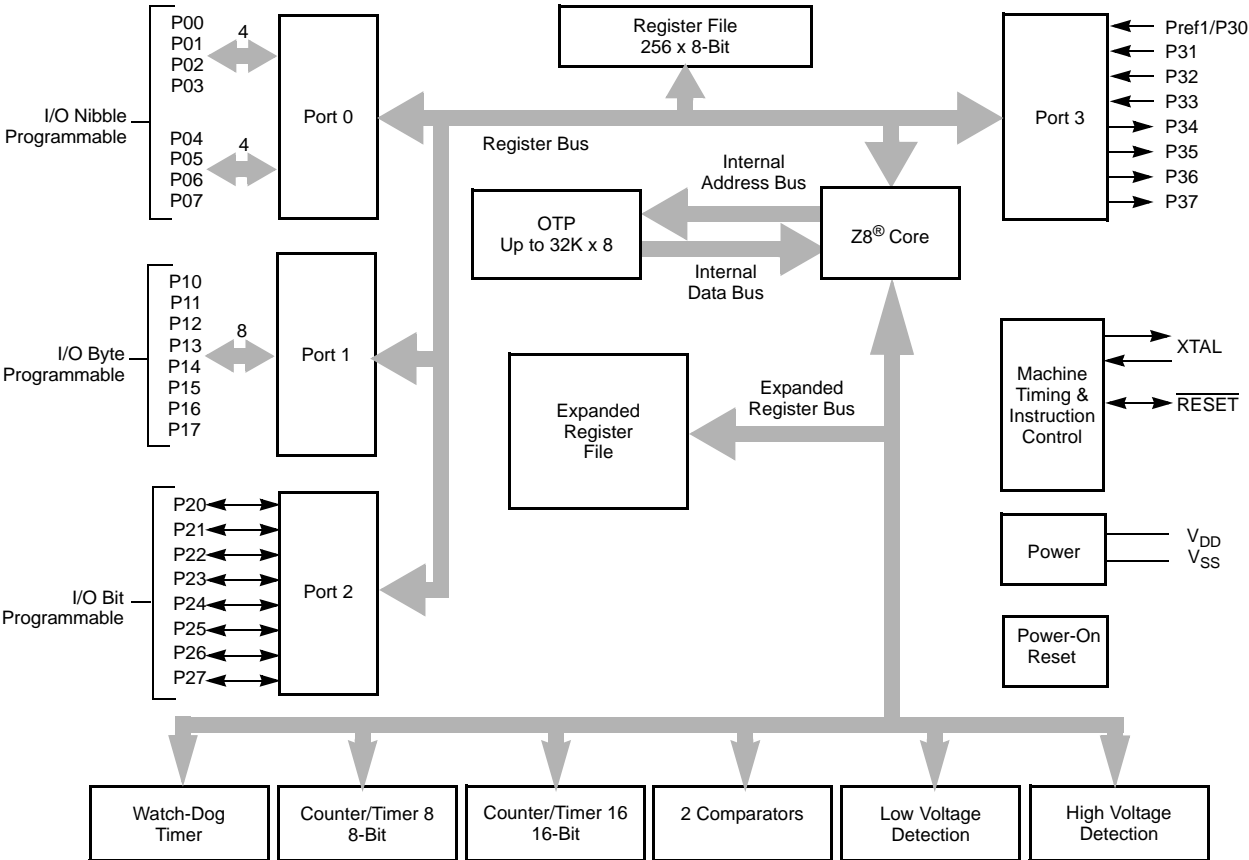 P00
P01
P02
P03
4
I/O Nibble
Programmable
P04
P05
P06
P07
4
Port 0
Register File
256 x 8-Bit
Register Bus
Port 3
Pref1/P30
P31
P32
P33
P34
P35
P36
P37
Internal
Address Bus
OTP
Up to 32K x 8
Z8® Core
Internal
Data Bus
P10
P11
P12
P13
P14
P15
P16
P17
8
I/O Byte
Programmable
Port 1
Expanded
Register
File
Expanded
Register Bus
Machine
Timing &
Instruction
Control
XTAL
RESET
P20
P21
P22
P23
P24
P25
P26
P27
I/O Bit
Programmable
Port 2
Power
VDD
VSS
Power-On
Reset
Watch-Dog
Timer
Counter/Timer 8
8-Bit
Counter/Timer 16
16-Bit
2 Comparators
Low Voltage
Detection
High Voltage
Detection